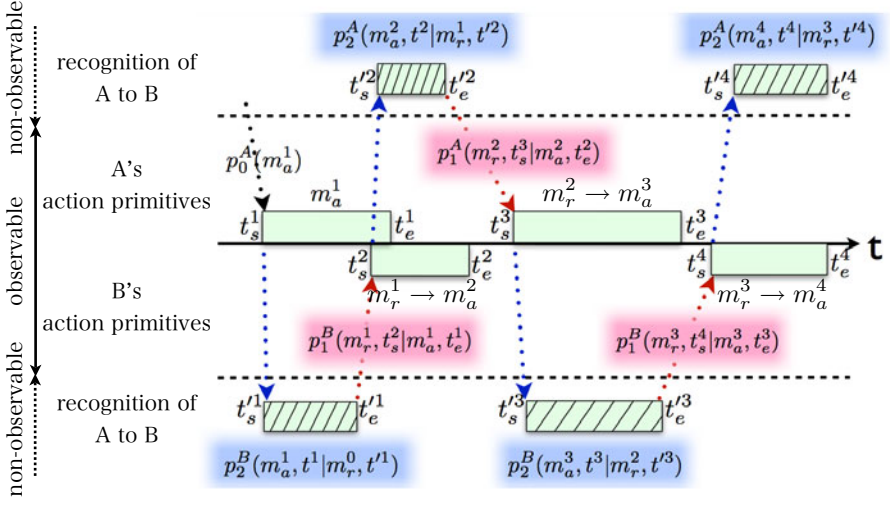 non-observable
recognition of
A to B
p_2^A(m_a^2, t^2|m_r^1, t'^2)
p_2^A(m_a^4, t^4|m_r^3, t'^4)
t'_s^2
t'_e^2
t'_s^4
t'_e^4
observable
p_0^A(m_a^1)
p_1^A(m_r^2, t_s^3|m_a^2, t_e^2)
A's
action primitives
m_a^1
m_r^2 → m_a^3
t_s^1
t_e^1
t_s^3
t_e^3
t
t_s^2
t_e^2
t_s^4
t_e^4
B's
action primitives
m_r^1 → m_a^2
m_r^3 → m_a^4
p_1^B(m_r^1, t_s^2|m_a^1, t_e^1)
p_1^B(m_r^3, t_s^4|m_a^3, t_e^3)
non-observable
recognition of
A to B
t'_s^1
t'_e^1
t'_s^3
t'_e^3
p_2^B(m_a^1, t^1|m_r^0, t'^1)
p_2^B(m_a^3, t^3|m_r^2, t'^3)